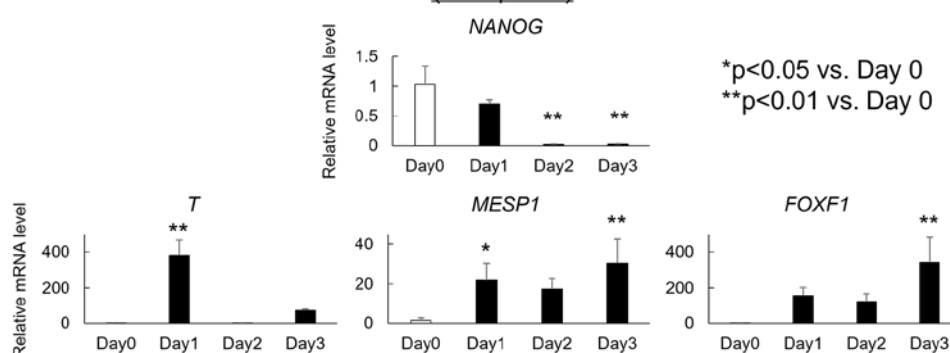 NANOG
Relative mRNA level
1.5
1
0.5
0
** **
Day0 Day1 Day2 Day3
*p<0.05 vs. Day 0
**p<0.01 vs. Day 0
T
Relative mRNA level
400
200
0
**
Day0 Day1 Day2 Day3
MESP1
40
20
0
* **
Day0 Day1 Day2 Day3
FOXF1
400
200
0
**
Day0 Day1 Day2 Day3